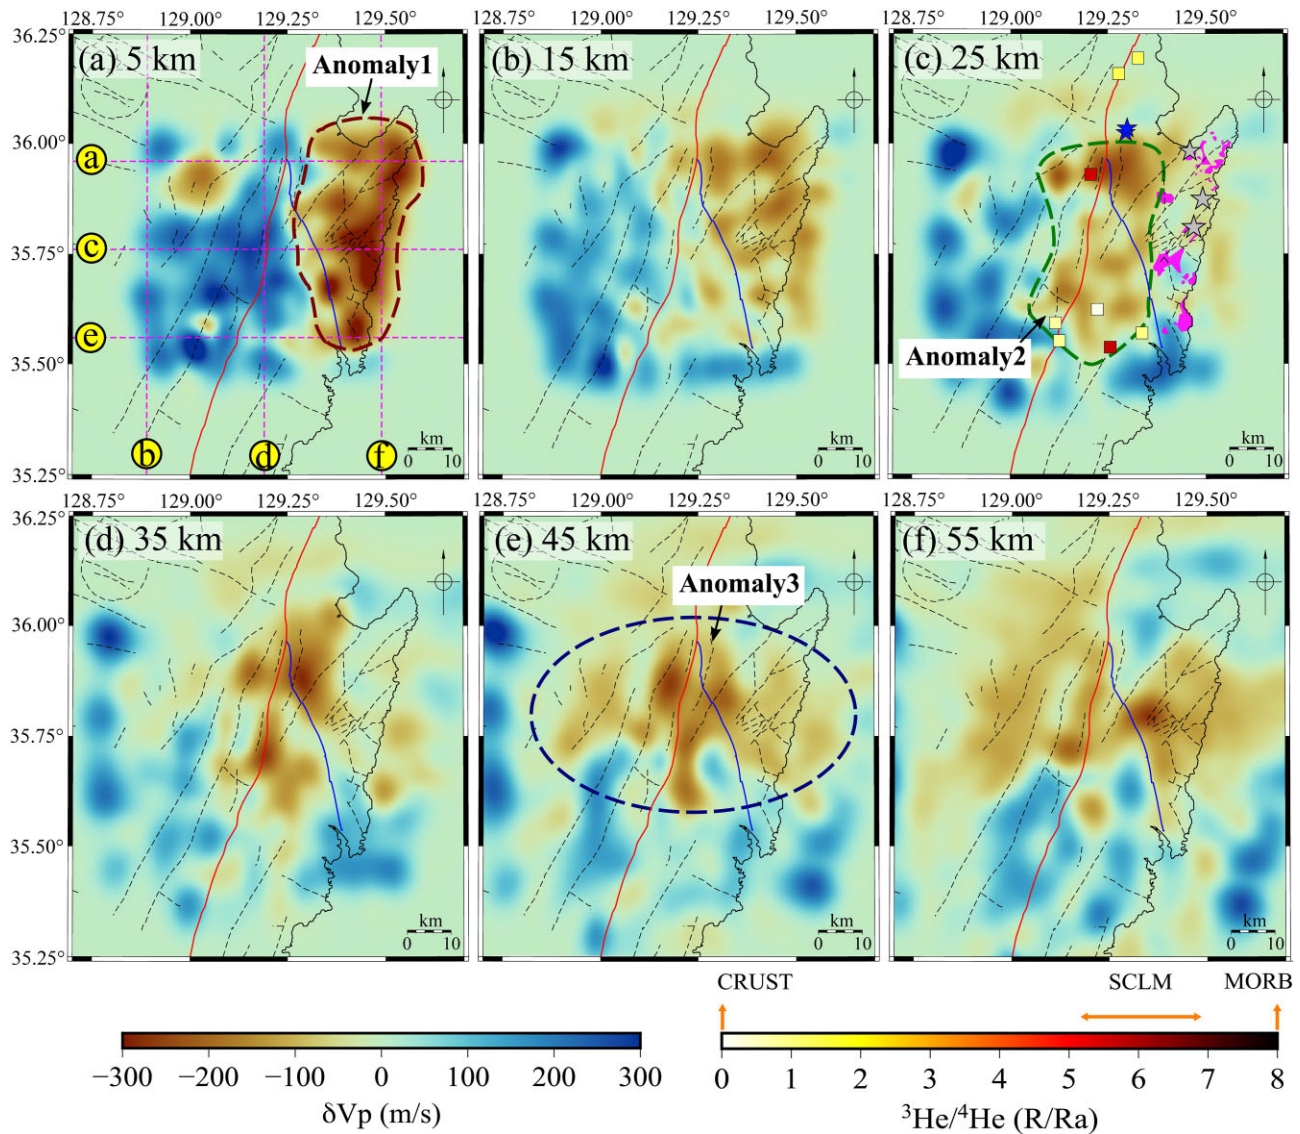 128.75° 129.00° 129.25° 129.50°
128.75° 129.00° 129.25° 129.50°
128.75° 129.00° 129.25° 129.50°
36.25°
36.00°
35.75°
35.50°
35.25°
(a) 5 km
Anomaly1
a
c
e
b
d
f
km
0 10
(b) 15 km
km
0 10
(c) 25 km
Anomaly2
km
0 10
128.75° 129.00° 129.25° 129.50°
128.75° 129.00° 129.25° 129.50°
128.75° 129.00° 129.25° 129.50°
36.25°
36.00°
35.75°
35.50°
35.25°
(d) 35 km
km
0 10
(e) 45 km
Anomaly3
km
0 10
(f) 55 km
km
0 10
CRUST SCLM MORB
−300 −200 −100 0 100 200 300
δVp (m/s)
0 1 2 3 4 5 6 7 8
³He/⁴He (R/Ra)